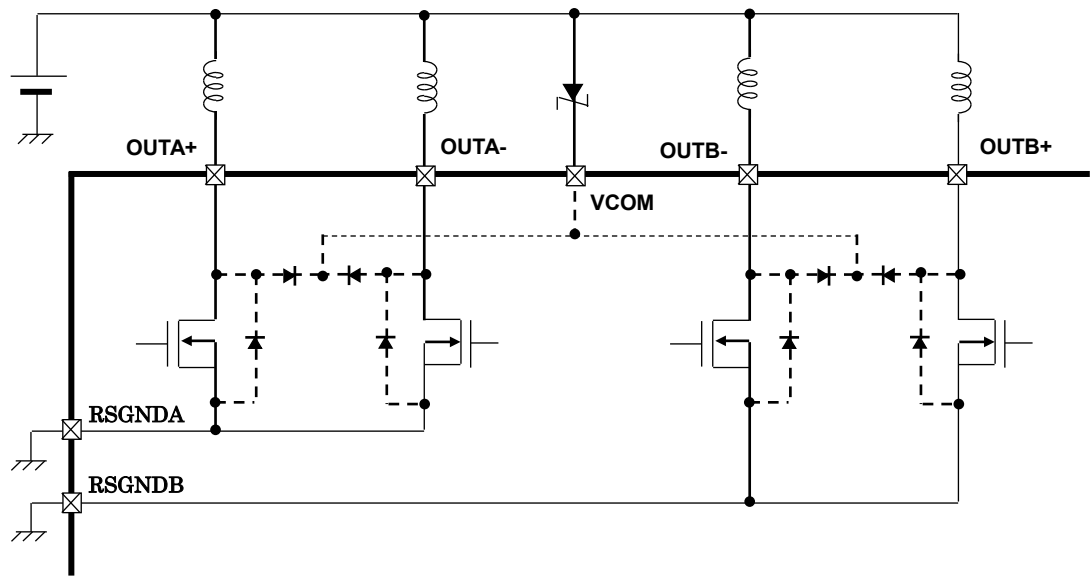 OUTA+
OUTA-
OUTB-
OUTB+
VCOM
RSGNDA
RSGNDB